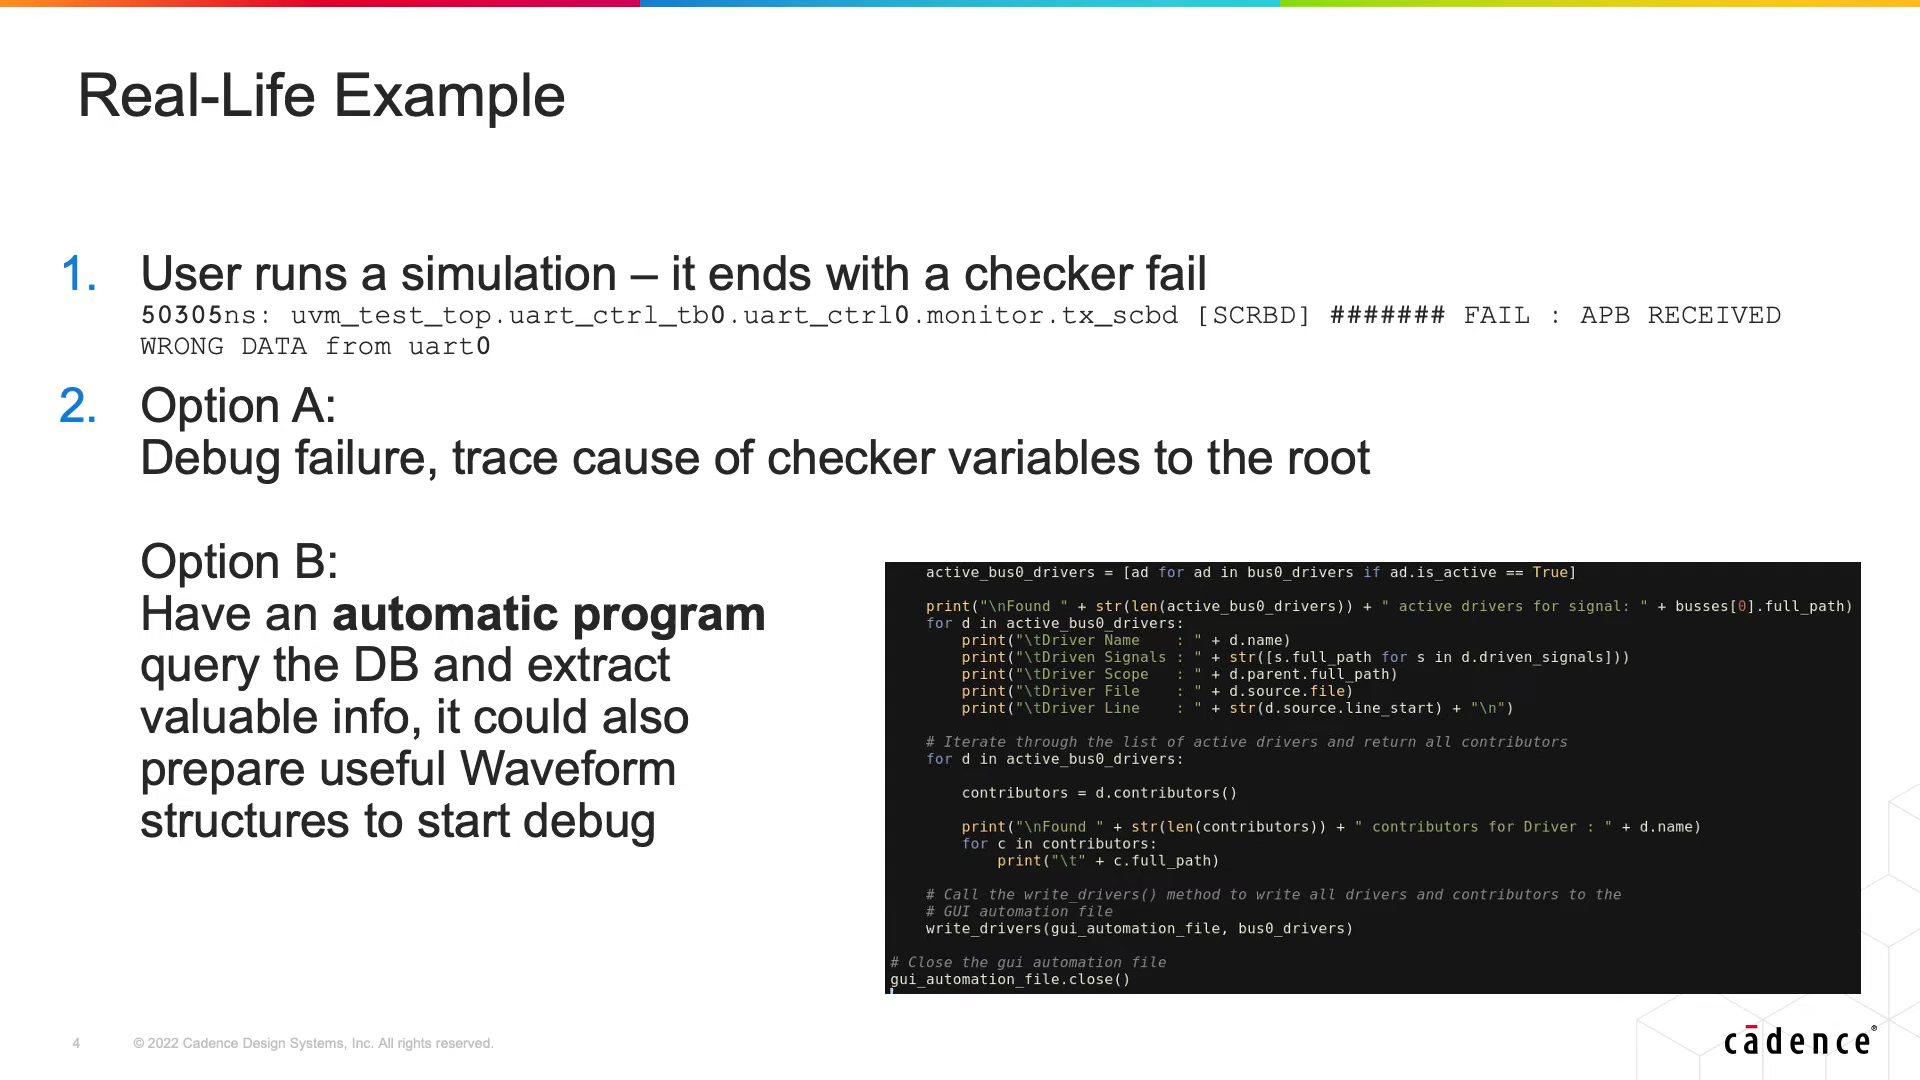 Real-Life Example
1. User runs a simulation – it ends with a checker fail
50305ns: uvm_test_top.uart_ctrl_tb0.uart_ctrl0.monitor.tx_scbd [SCRBD] ####### FAIL : APB RECEIVED
WRONG DATA from uart0
2. Option A:
Debug failure, trace cause of checker variables to the root
Option B:
Have an automatic program
query the DB and extract
valuable info, it could also
prepare useful Waveform
structures to start debug
    active_bus0_drivers = [ad for ad in bus0_drivers if ad.is_active == True]
    print("\nFound " + str(len(active_bus0_drivers)) + " active drivers for signal: " + busses[0].full_path)
    for d in active_bus0_drivers:
        print("\tDriver Name    : " + d.name)
        print("\tDriven Signals : " + str([s.full_path for s in d.driven_signals]))
        print("\tDriver Scope   : " + d.parent.full_path)
        print("\tDriver File    : " + d.source.file)
        print("\tDriver Line    : " + str(d.source.line_start) + "\n")
    # Iterate through the list of active drivers and return all contributors
    for d in active_bus0_drivers:
        contributors = d.contributors()
        print("\nFound " + str(len(contributors)) + " contributors for Driver : " + d.name)
        for c in contributors:
            print("\t" + c.full_path)
    # Call the write_drivers() method to write all drivers and contributors to the
    # GUI automation file
    write_drivers(gui_automation_file, bus0_drivers)
# Close the gui automation file
gui_automation_file.close()
4 © 2022 Cadence Design Systems, Inc. All rights reserved.
cādence®